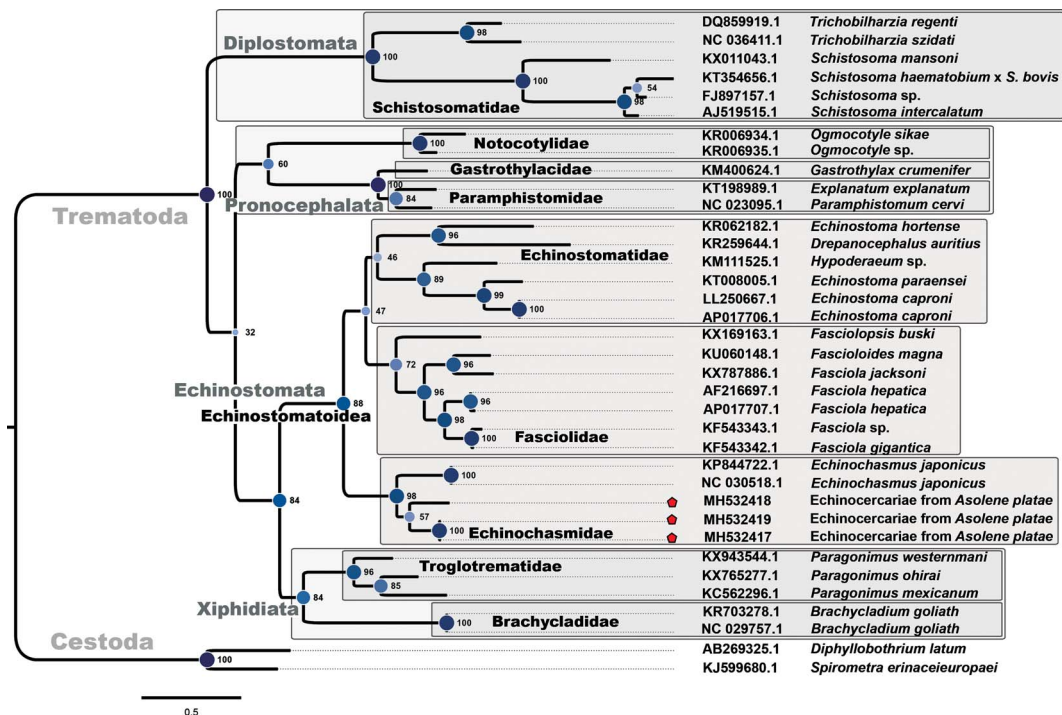 DQ859919.1 Trichobilharzia regenti
98
NC 036411.1 Trichobilharzia szidati
Diplostomata
100
KX011043.1 Schistosoma mansoni
100
KT354656.1 Schistosoma haematobium x S. bovis
54
FJ897157.1 Schistosoma sp.
98
Schistosomatidae
AJ519515.1 Schistosoma intercalatum
KR006934.1 Ogmocotyle sikae
100
Notocotylidae
KR006935.1 Ogmocotyle sp.
60
Gastrothylacidae
KM400624.1 Gastrothylax crumenifer
100
KT198989.1 Explanatum explanatum
100
Pronocephalata
84
Paramphistomidae
NC 023095.1 Paramphistomum cervi
Trematoda
KR062182.1 Echinostoma hortense
96
KR259644.1 Drepanocephalus auritius
Echinostomatidae
46
KM111525.1 Hypoderaeum sp.
89
KT008005.1 Echinostoma paraensei
99
LL250667.1 Echinostoma caproni
47
100
AP017706.1 Echinostoma caproni
32
KX169163.1 Fasciolopsis buski
KU060148.1 Fascioloides magna
72
96
Echinostomata
KX787886.1 Fasciola jacksoni
96
AF216697.1 Fasciola hepatica
88
96
Echinostomatoidea
AP017707.1 Fasciola hepatica
98
KF543343.1 Fasciola sp.
100
Fasciolidae
KF543342.1 Fasciola gigantica
KP844722.1 Echinochasmus japonicus
100
NC 030518.1 Echinochasmus japonicus
98
84
MH532418 Echinocercariae from Asolene platae
57
MH532419 Echinocercariae from Asolene platae
100
Echinochasmidae
MH532417 Echinocercariae from Asolene platae
KX943544.1 Paragonimus westernmani
Troglotrematidae
96
KX765277.1 Paragonimus ohirai
85
KC562296.1 Paragonimus mexicanum
84
Xiphidiata
KR703278.1 Brachycladium goliath
100
Brachycladidae
NC 029757.1 Brachycladium goliath
Cestoda
AB269325.1 Diphyllobothrium latum
100
KJ599680.1 Spirometra erinaceieuropaei
0.5